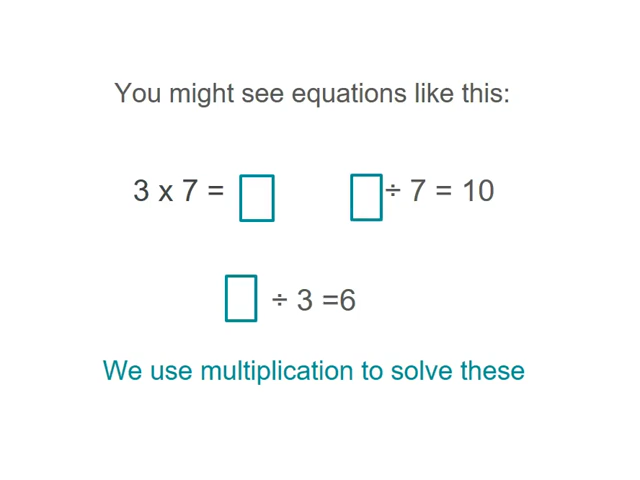 You might see equations like this:
3 x 7 = ÷ 7 = 10
÷ 3 =6
We use multiplication to solve these